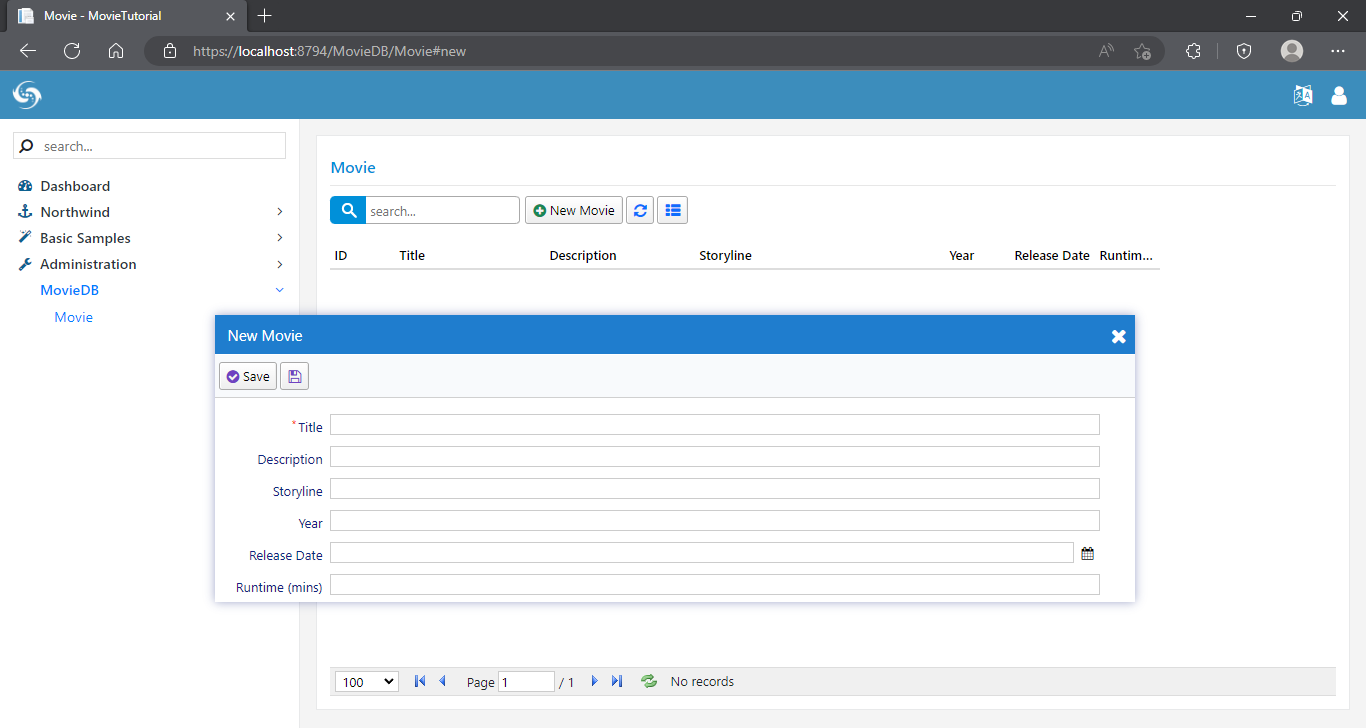 Movie - MovieTutorial
https://localhost:8794/MovieDB/Movie#new
search...
Dashboard
Northwind
Basic Samples
Administration
MovieDB
Movie
Movie
search...
New Movie
ID Title Description Storyline Year Release Date Runtim...
New Movie
Save
*Title
Description
Storyline
Year
Release Date
Runtime (mins)
100 Page 1 / 1 No records